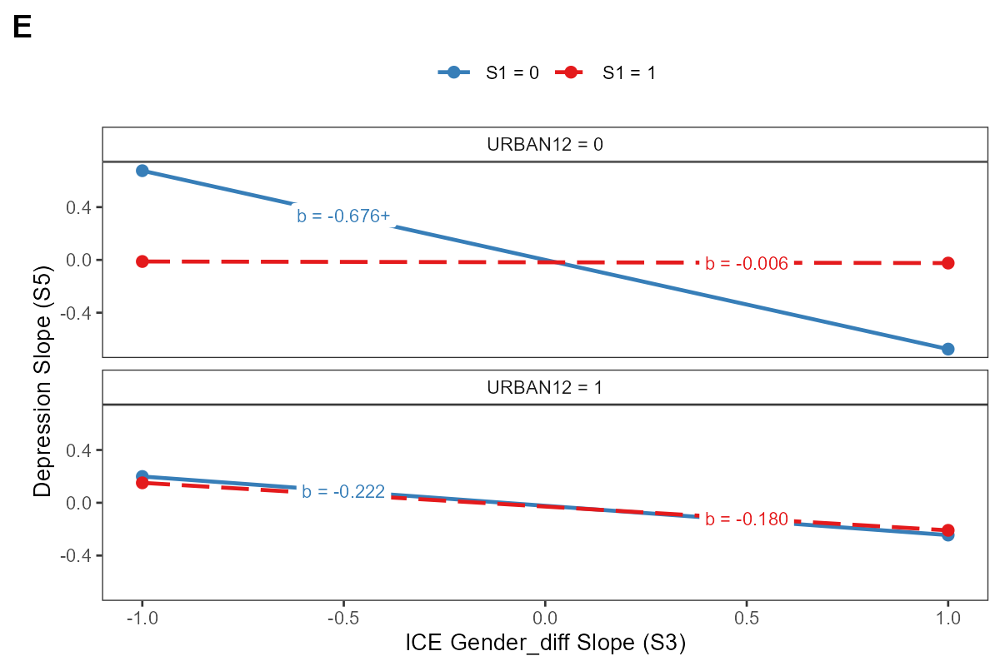 E
S1 = 0 S1 = 1
URBAN12 = 0
0.4
0.0
-0.4
b = -0.676+
b = -0.006
Depression Slope (S5)
URBAN12 = 1
0.4
0.0
-0.4
b = -0.222
b = -0.180
-1.0 -0.5 0.0 0.5 1.0
ICE Gender_diff Slope (S3)